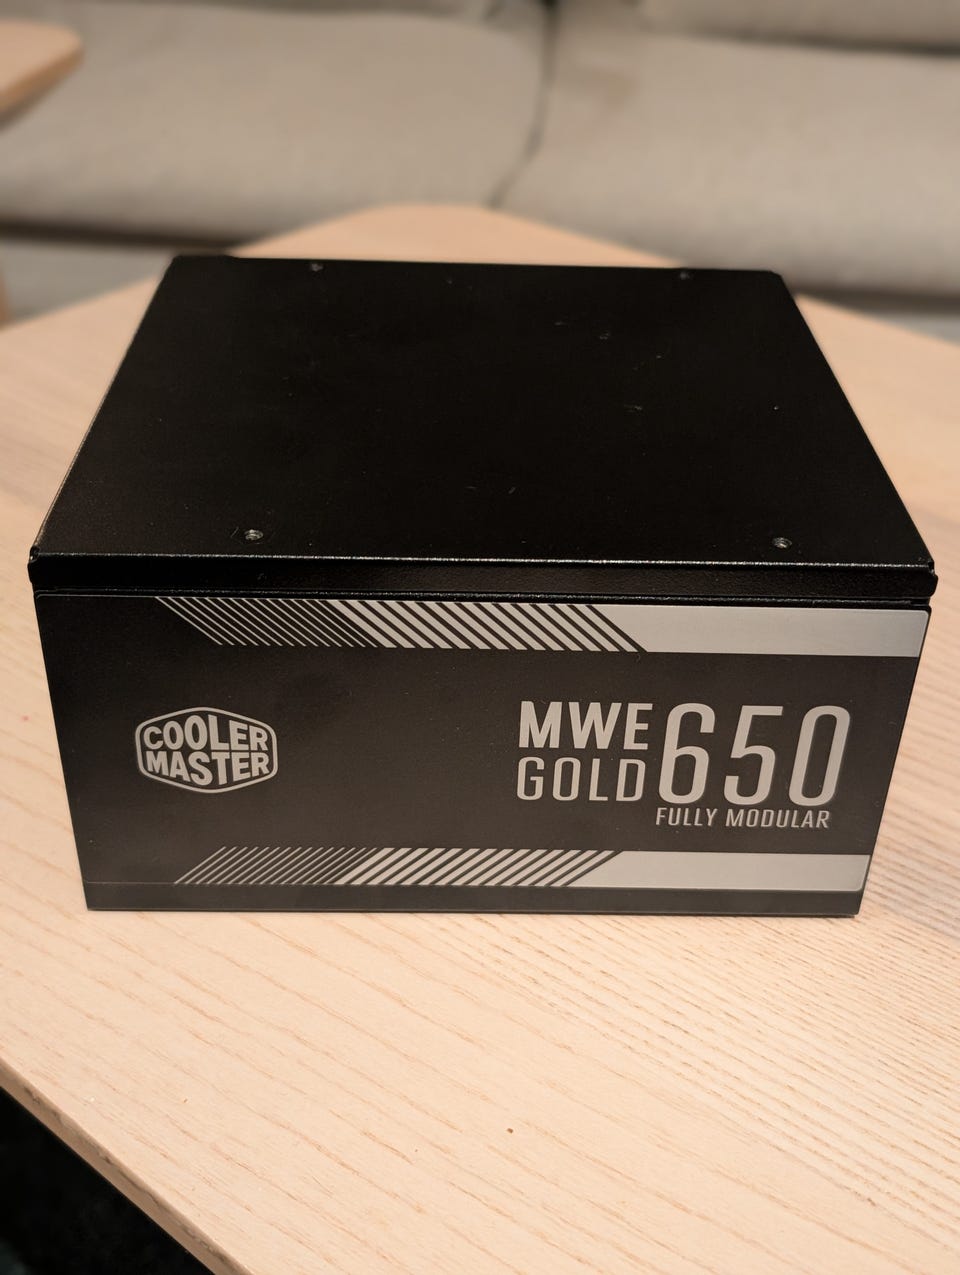 COOLER
MASTER
MWE
GOLD
650
FULLY MODULAR